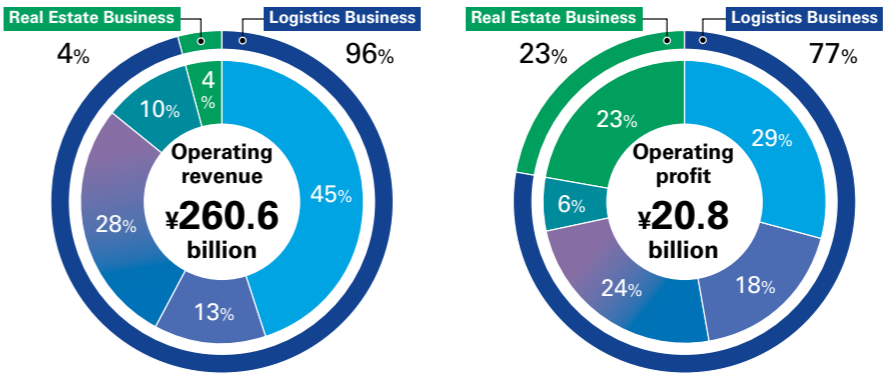 Real Estate Business
Logistics Business
4%
96%
4
%
10%
45%
28%
13%
Operating
revenue
¥260.6
billion
Real Estate Business
Logistics Business
23%
77%
23%
29%
6%
18%
24%
Operating
profit
¥20.8
billion